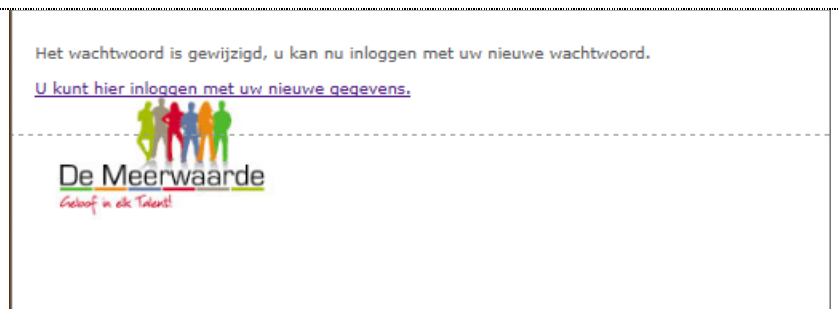 Het wachtwoord is gewijzigd, u kan nu inloggen met uw nieuwe wachtwoord.
U kunt hier inloggen met uw nieuwe gegevens.
De Meerwaarde
Geloof in elk Talent!